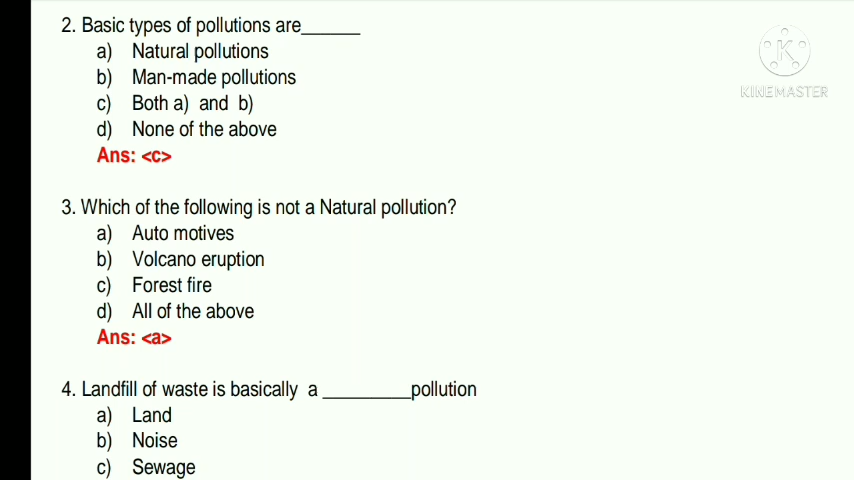 2. Basic types of pollutions are______
a) Natural pollutions
b) Man-made pollutions
c) Both a) and b)
d) None of the above
Ans: <c>
KINEMASTER
3. Which of the following is not a Natural pollution?
a) Auto motives
b) Volcano eruption
c) Forest fire
d) All of the above
Ans: <a>
4. Landfill of waste is basically a _________pollution
a) Land
b) Noise
c) Sewage